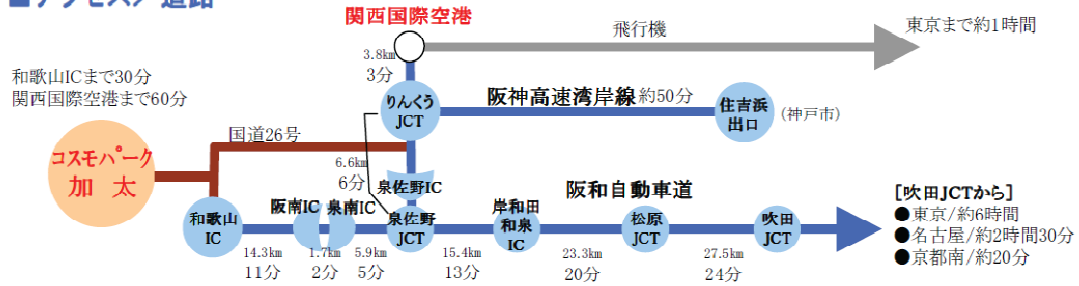 ■アクセス／道路
関西国際空港
飛行機
東京まで約1時間
3.8km
3分
和歌山ICまで30分
関西国際空港まで60分
りんくう
JCT
阪神高速湾岸線 約50分
住吉浜
出口
(神戸市)
国道26号
コスモパーク
加 太
6.6km
6分
泉佐野IC
阪和自動車道
[吹田JCTから]
●東京/約6時間
●名古屋/約2時間30分
●京都南/約20分
和歌山
IC
阪南IC
泉南IC
泉佐野
JCT
岸和田
和泉
IC
松原
JCT
吹田
JCT
14.3km
11分
1.7km
2分
5.9km
5分
15.4km
13分
23.3km
20分
27.5km
24分